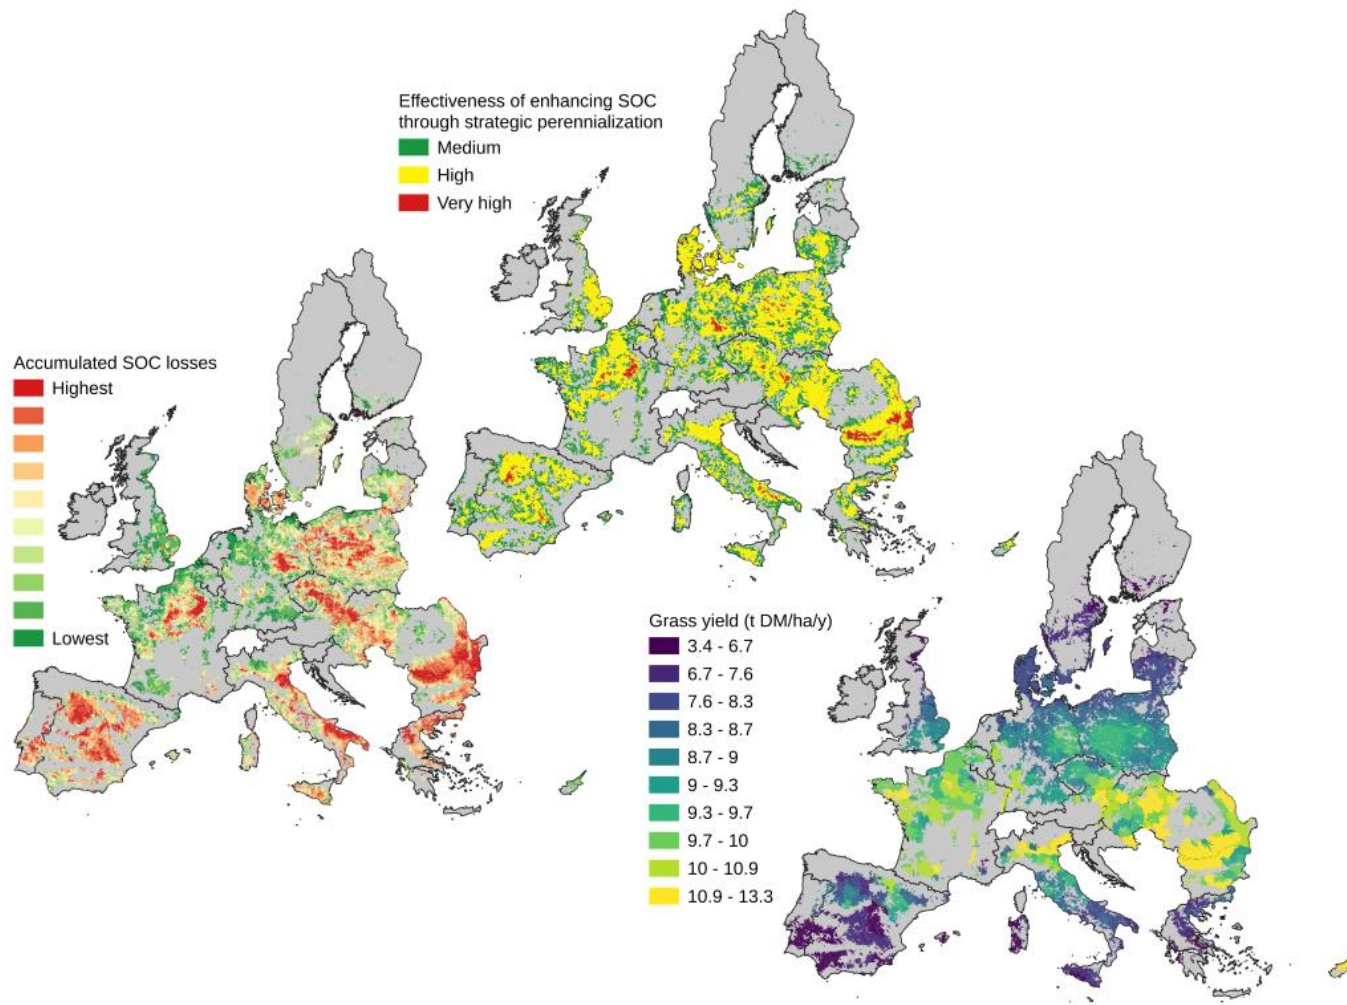 Effectiveness of enhancing SOC
through strategic perennialization
Medium
High
Very high
Accumulated SOC losses
Highest
Lowest
Grass yield (t DM/ha/y)
3.4 - 6.7
6.7 - 7.6
7.6 - 8.3
8.3 - 8.7
8.7 - 9
9 - 9.3
9.3 - 9.7
9.7 - 10
10 - 10.9
10.9 - 13.3